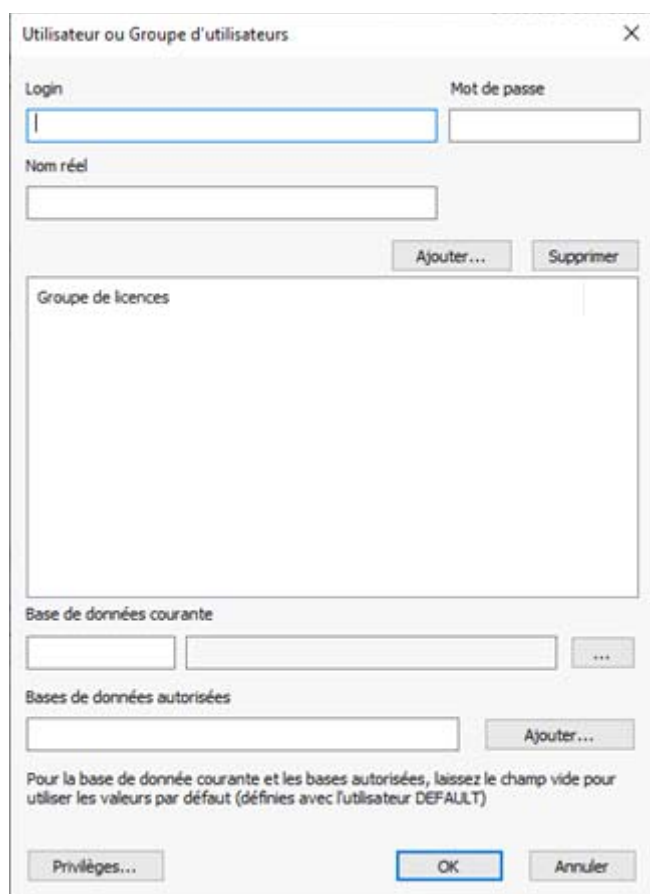 Utilisateur ou Groupe d'utilisateurs
Login
Mot de passe
Nom réel
Ajouter...
Supprimer
Groupe de licences
Base de données courante
...
Bases de données autorisées
Ajouter...
Pour la base de donnée courante et les bases autorisées, laissez le champ vide pour
utiliser les valeurs par défaut (définies avec l'utilisateur DEFAULT)
Privilèges...
OK
Annuler